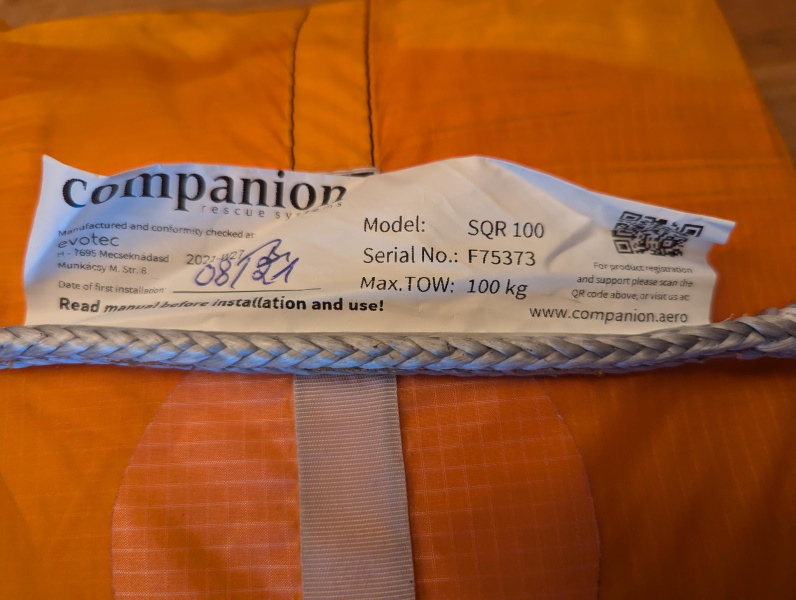 companion
rescue systems
Manufactured and conformity checked at:
evotec
H - 7695 Mecseknádasd
Munkácsy M. Str. 8.
2021-W27
08/21
Date of first installation:
Read manual before installation and use!
Model: SQR 100
Serial No.: F75373
Max.TOW: 100 kg
For product registration
and support please scan the
QR code above, or visit us at:
www.companion.aero